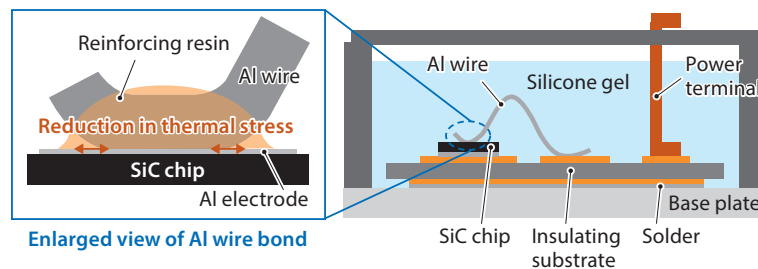 Reinforcing resin
Al wire
Reduction in thermal stress
SiC chip
Al electrode
Enlarged view of Al wire bond
Al wire
Silicone gel
Power
terminal
Base plate
SiC chip
Insulating
substrate
Solder